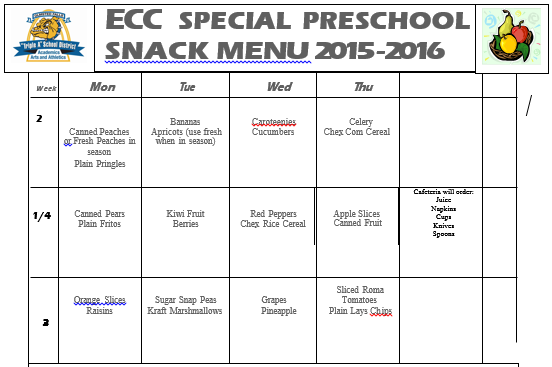 ECC SPECIAL PRESCHOOL
SNACK MENU 2015-2016
"Triple A" School District
Academics
Arts and Athletics
Week Mon Tue Wed Thu
2
Canned Peaches
or Fresh Peaches in
season
Plain Pringles
Bananas
Apricots (use fresh
when in season)
Caroteenies
Cucumbers
Celery
Chex Corn Cereal
1/4
Canned Pears
Plain Fritos
Kiwi Fruit
Berries
Red Peppers
Chex Rice Cereal
Apple Slices
Canned Fruit
Cafeteria will order:
Juice
Napkins
Cups
Knives
Spoons
3
Orange Slices
Raisins
Sugar Snap Peas
Kraft Marshmallows
Grapes
Pineapple
Sliced Roma
Tomatoes
Plain Lays Chips